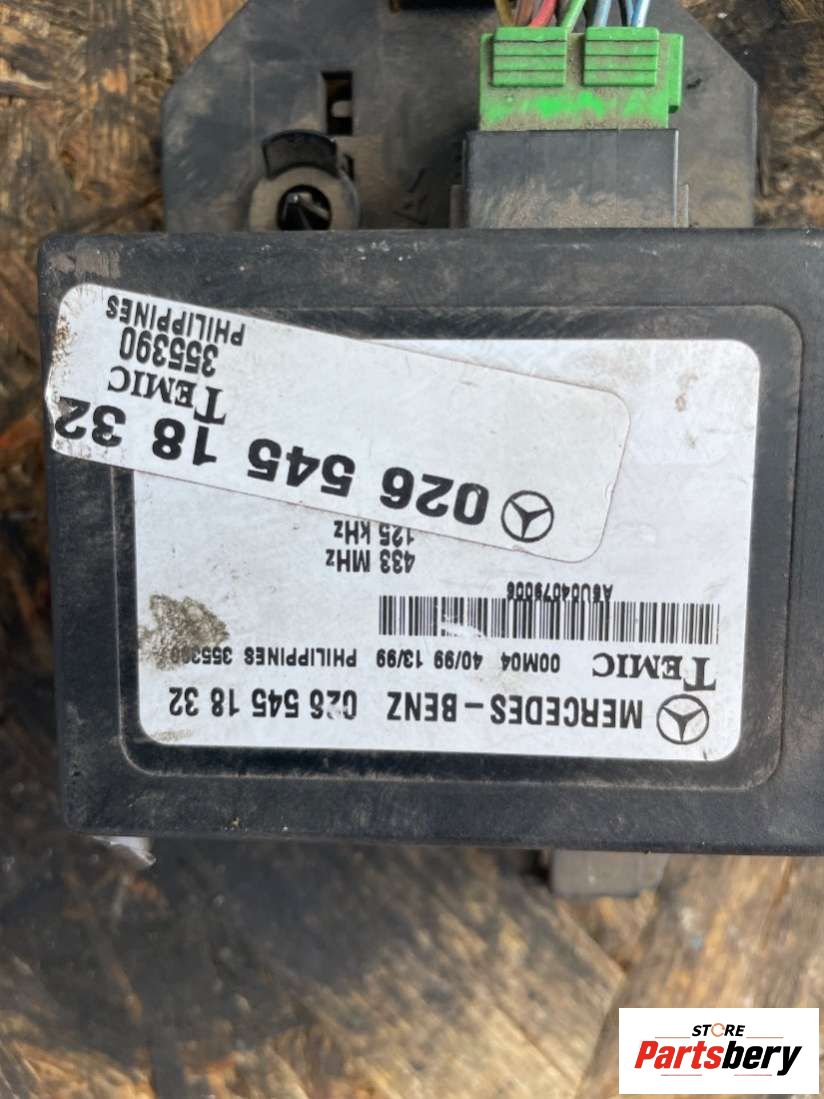 MERCEDES-BENZ 026 545 18 32
TEMIC 00M04 40/99 13/99 PHILIPPINES 355390
A6U04079006
433 MHz
125 kHz
026 545 18 32
TEMIC
355390
PHILIPPINES
STORE
Partsbery